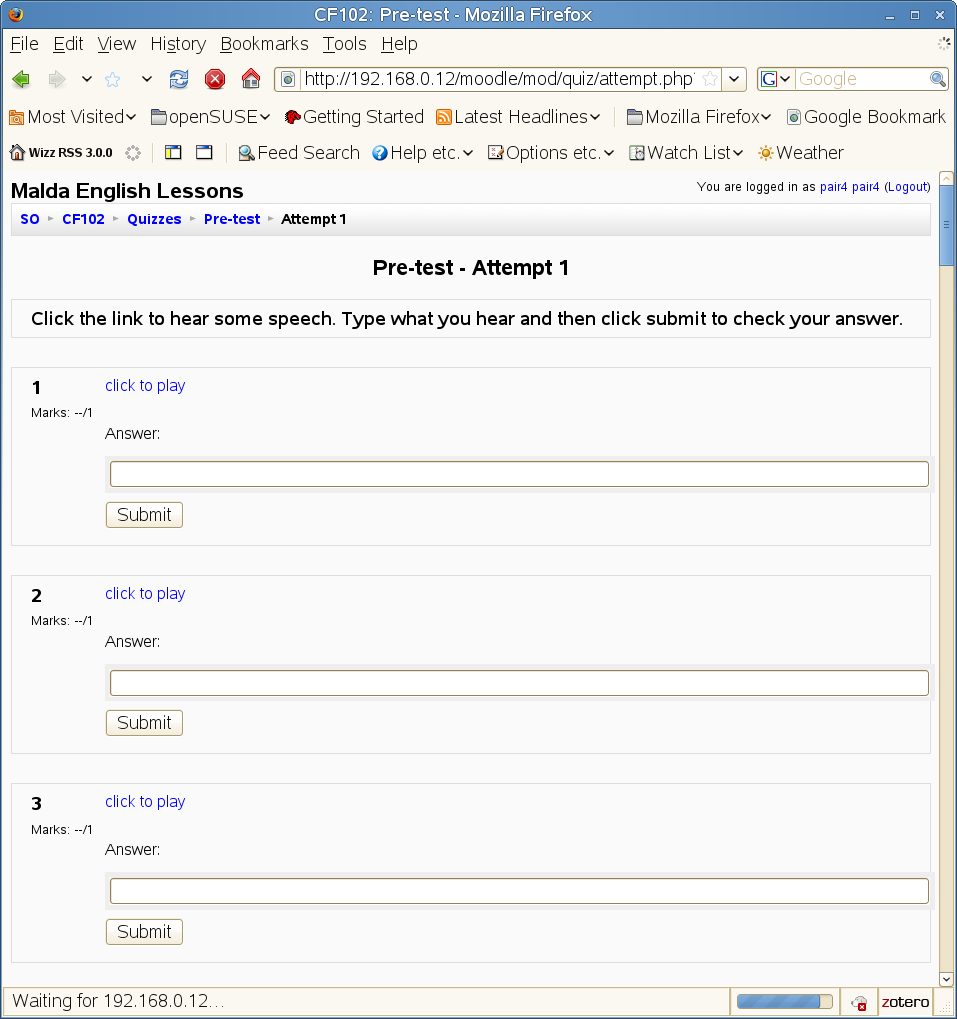 CF102: Pre-test - Mozilla Firefox
File Edit View History Bookmarks Tools Help
http://192.168.0.12/moodle/mod/quiz/attempt.php? G Google
Most Visited openSUSE Getting Started Latest Headlines Mozilla Firefox Google Bookmark
Wizz RSS 3.0.0 Feed Search Help etc. Options etc. Watch List Weather
Malda English Lessons You are logged in as pair4 pair4 (Logout)
SO ► CF102 ► Quizzes ► Pre-test ► Attempt 1
Pre-test - Attempt 1
Click the link to hear some speech. Type what you hear and then click submit to check your answer.
1 click to play
Marks: --/1
Answer:
Submit
2 click to play
Marks: --/1
Answer:
Submit
3 click to play
Marks: --/1
Answer:
Submit
Waiting for 192.168.0.12... zotero